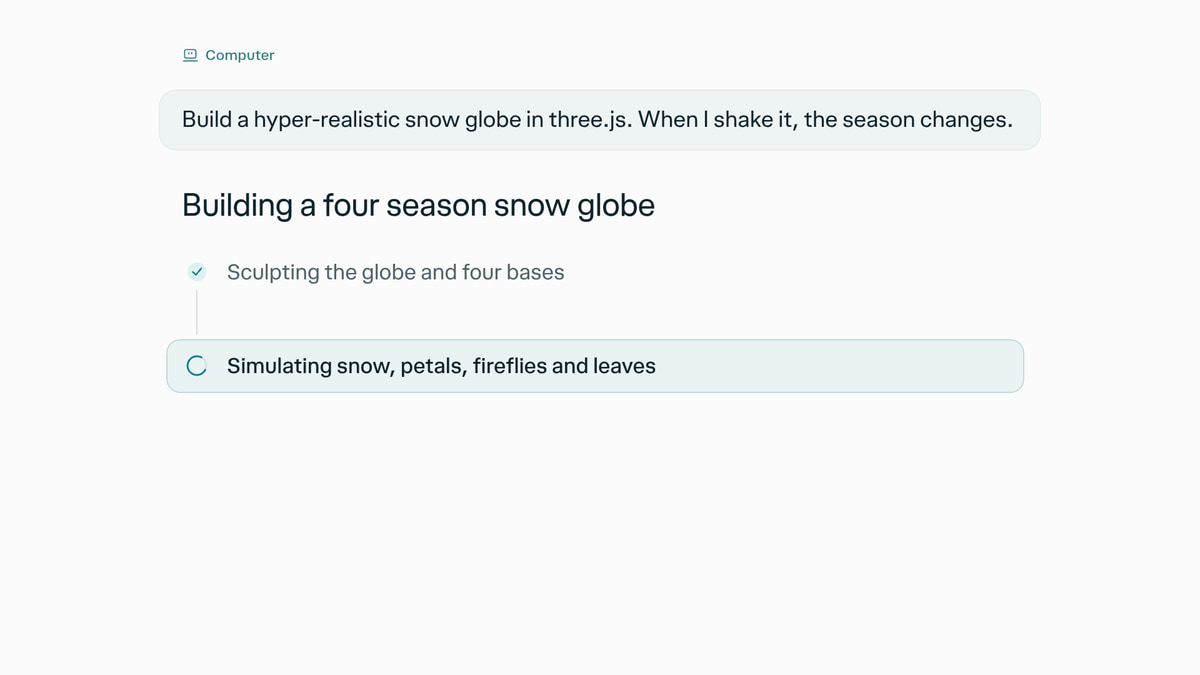 Computer
Build a hyper-realistic snow globe in three.js. When I shake it, the season changes.
Building a four season snow globe
Sculpting the globe and four bases
Simulating snow, petals, fireflies and leaves